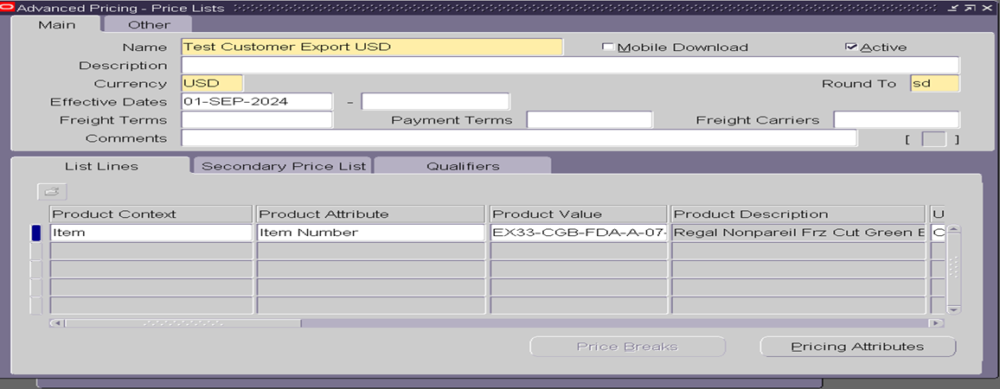 Advanced Pricing - Price Lists
Main Other
Name Test Customer Export USD Mobile Download Active
Description
Currency USD Round To sd
Effective Dates 01-SEP-2024 -
Freight Terms Payment Terms Freight Carriers
Comments [ ]
List Lines Secondary Price List Qualifiers
Product Context Product Attribute Product Value Product Description U
Item Item Number EX33-CGB-FDA-A-07- Regal Nonpareil Frz Cut Green E C
Price Breaks Pricing Attributes